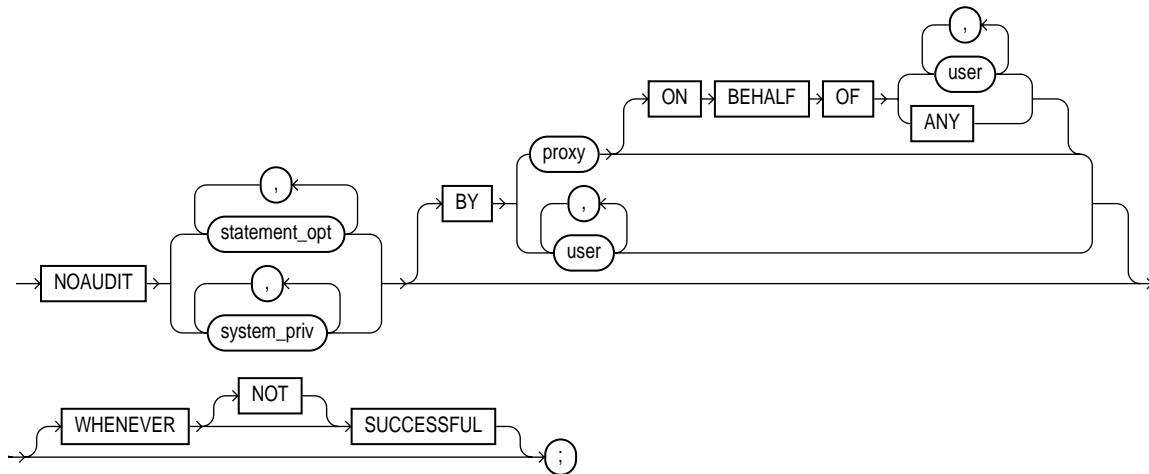 ,
user
ON BEHALF OF
ANY
proxy
,
statement_opt
BY
,
user
NOAUDIT
,
system_priv
NOT
WHENEVER SUCCESSFUL
;